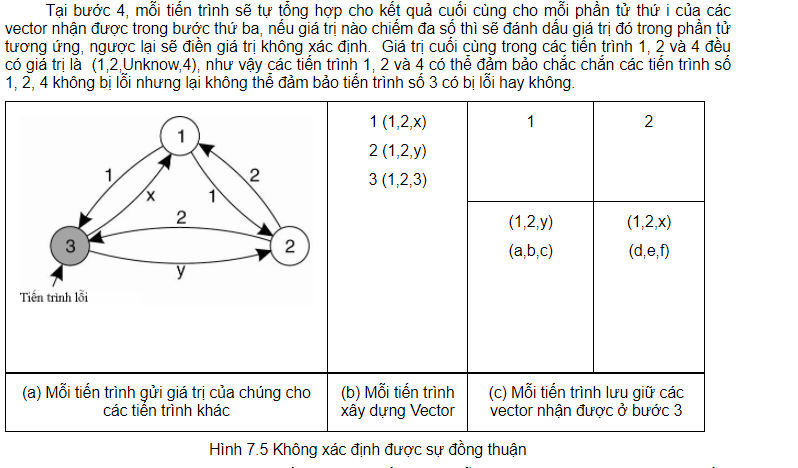 Tại bước 4, mỗi tiến trình sẽ tự tổng hợp cho kết quả cuối cùng cho mỗi phần tử thứ i của các
vector nhận được trong bước thứ ba, nếu giá trị nào chiếm đa số thì sẽ đánh dấu giá trị đó trong phần tử
tương ứng, ngược lại sẽ điền giá trị không xác định. Giá trị cuối cùng trong các tiến trình 1, 2 và 4 đều
có giá trị là (1,2,Unknow,4), như vậy các tiến trình 1, 2 và 4 có thể đảm bảo chắc chắn các tiến trình số
1, 2, 4 không bị lỗi nhưng lại không thể đảm bảo tiến trình số 3 có bị lỗi hay không.
1
1
2
x
1
2
3
2
y
Tiến trình lỗi
1 (1,2,x)
2 (1,2,y)
3 (1,2,3)
1
2
(1,2,y)
(a,b,c)
(1,2,x)
(d,e,f)
(a) Mỗi tiến trình gửi giá trị của chúng cho
các tiến trình khác
(b) Mỗi tiến trình
xây dựng Vector
(c) Mỗi tiến trình lưu giữ các
vector nhận được ở bước 3
Hình 7.5 Không xác định được sự đồng thuận